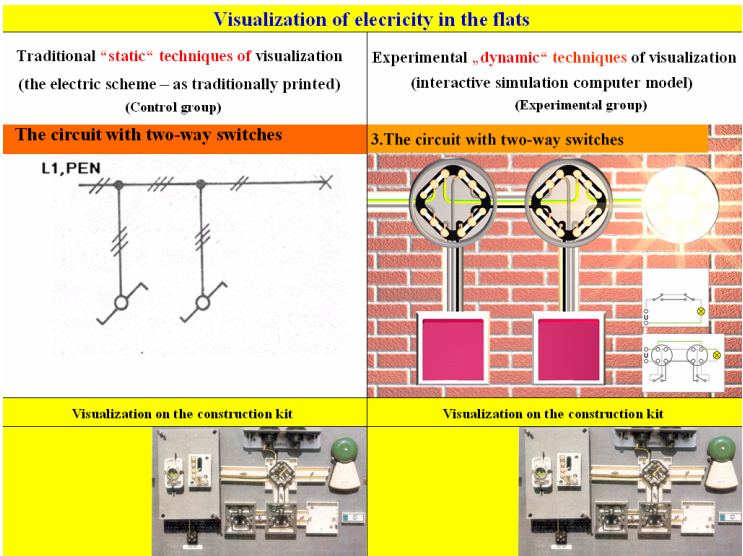 Visualization of elecricity in the flats
Traditional “static“ techniques of visualization
(the electric scheme – as traditionally printed)
(Control group)
Experimental „dynamic“ techniques of visualization
(interactive simulation computer model)
(Experimental group)
The circuit with two-way switches
3.The circuit with two-way switches
L1,PEN
Visualization on the construction kit
Visualization on the construction kit